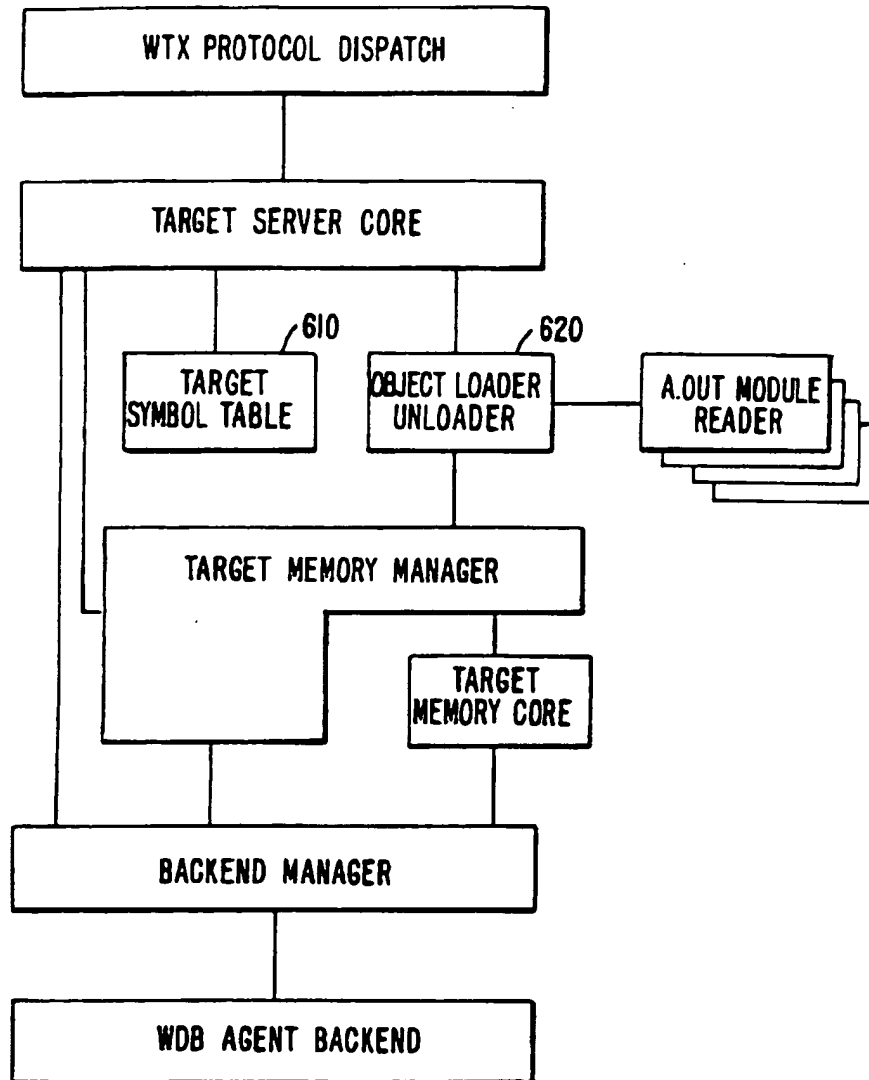 WTX PROTOCOL DISPATCH
TARGET SERVER CORE
610
620
TARGET
SYMBOL TABLE
OBJECT LOADER
UNLOADER
A.OUT MODULE
READER
TARGET MEMORY MANAGER
TARGET
MEMORY CORE
BACKEND MANAGER
WDB AGENT BACKEND